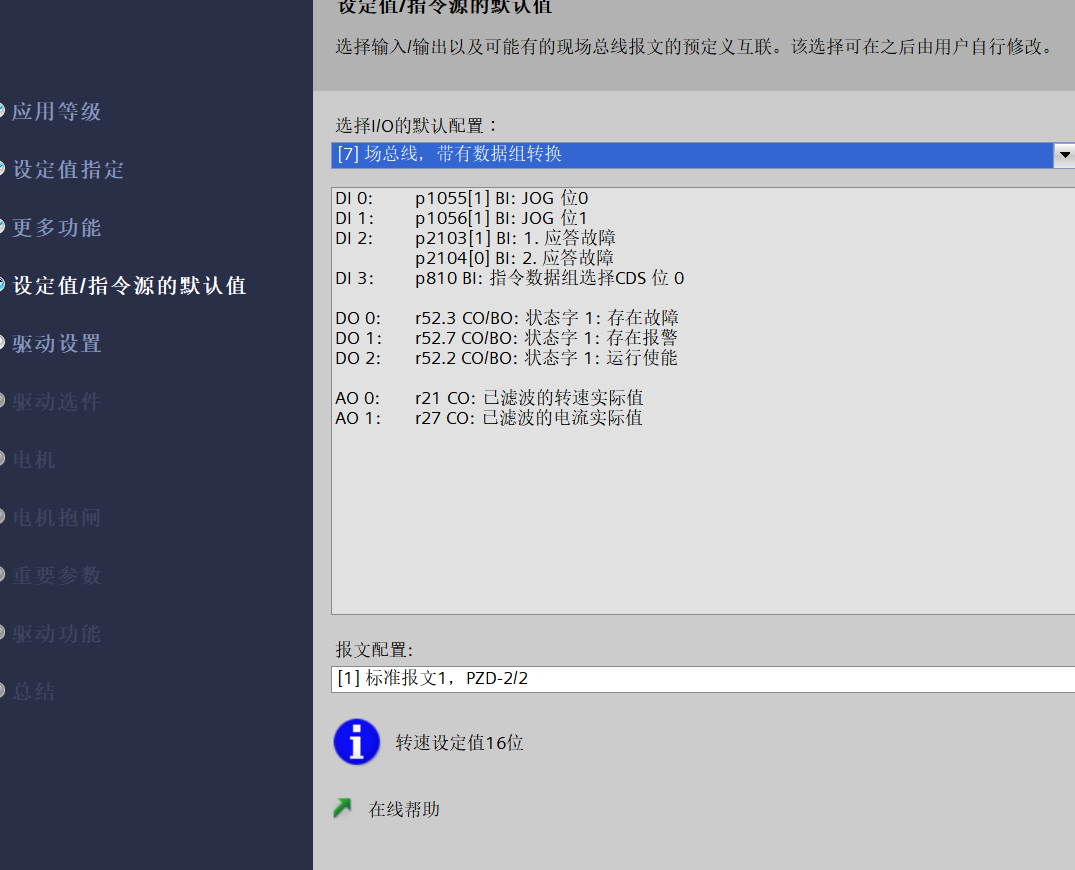 设定值/指令源的默认值
选择输入/输出以及可能有的现场总线报文的预定义互联。该选择可在之后由用户自行修改。
应用等级
设定值指定
更多功能
设定值/指令源的默认值
驱动设置
驱动选件
电机
电机抱闸
重要参数
驱动功能
总结
选择I/O的默认配置：
[7] 场总线，带有数据组转换
DI 0: p1055[1] BI: JOG 位0
DI 1: p1056[1] BI: JOG 位1
DI 2: p2103[1] BI: 1. 应答故障
p2104[0] BI: 2. 应答故障
DI 3: p810 BI: 指令数据组选择CDS 位 0
DO 0: r52.3 CO/BO: 状态字 1: 存在故障
DO 1: r52.7 CO/BO: 状态字 1: 存在报警
DO 2: r52.2 CO/BO: 状态字 1: 运行使能
AO 0: r21 CO: 已滤波的转速实际值
AO 1: r27 CO: 已滤波的电流实际值
报文配置:
[1] 标准报文1，PZD-2/2
转速设定值16位
在线帮助